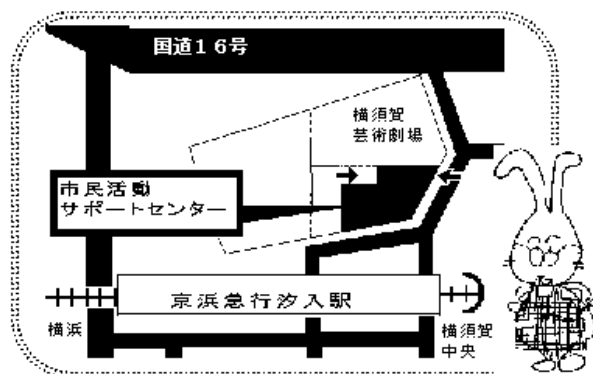 国道１６号
横須賀
芸術劇場
市民活動
サポートセンター
京浜急行汐入駅
横浜
横須賀
中央